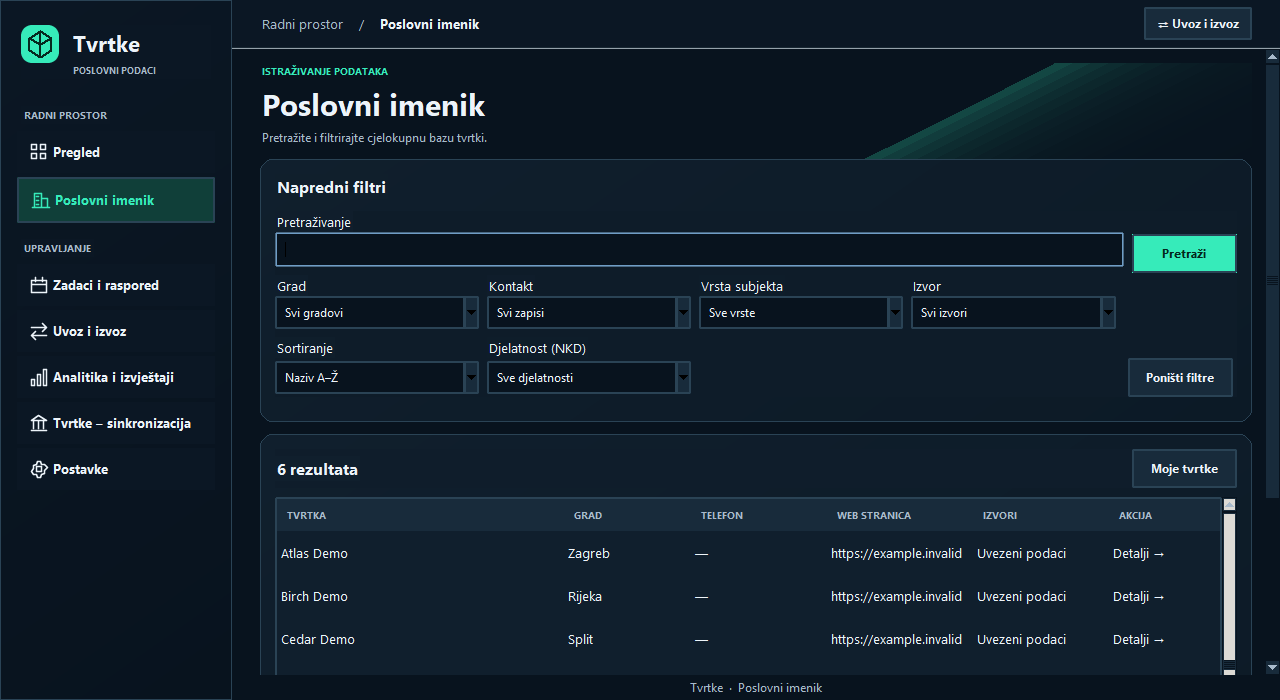 Tvrtke
POSLOVNI PODACI
RADNI PROSTOR
Pregled
Poslovni imenik
UPRAVLJANJE
Zadaci i raspored
Uvoz i izvoz
Analitika i izvještaji
Tvrtke – sinkronizacija
Postavke
Radni prostor / Poslovni imenik
⇄ Uvoz i izvoz
ISTRAŽIVANJE PODATAKA
Poslovni imenik
Pretražite i filtrirajte cjelokupnu bazu tvrtki.
Napredni filtri
Pretraživanje
Pretraži
Grad Kontakt Vrsta subjekta Izvor
Svi gradovi Svi zapisi Sve vrste Svi izvori
Sortiranje Djelatnost (NKD)
Naziv A–Ž Sve djelatnosti Poništi filtre
6 rezultata Moje tvrtke
TVRTKA GRAD TELEFON WEB STRANICA IZVORI AKCIJA
Atlas Demo Zagreb — https://example.invalid Uvezeni podaci Detalji →
Birch Demo Rijeka — https://example.invalid Uvezeni podaci Detalji →
Cedar Demo Split — https://example.invalid Uvezeni podaci Detalji →
Tvrtke · Poslovni imenik